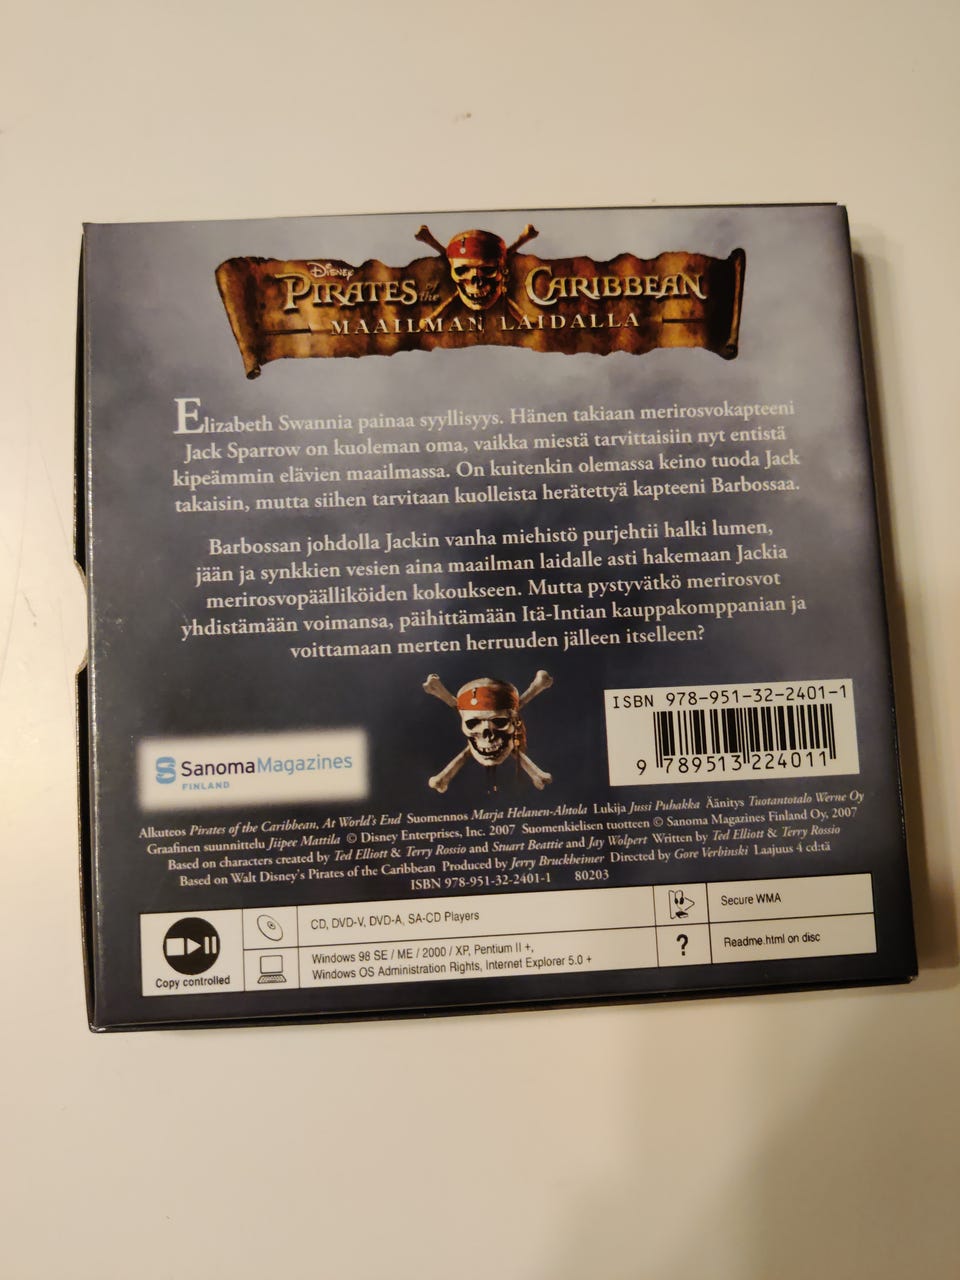 Disney
PIRATES of the CARIBBEAN
MAAILMAN LAIDALLA
Elizabeth Swannia painaa syyllisyys. Hänen takiaan merirosvokapteeni
Jack Sparrow on kuoleman oma, vaikka miestä tarvittaisiin nyt entistä
kipeämmin elävien maailmassa. On kuitenkin olemassa keino tuoda Jack
takaisin, mutta siihen tarvitaan kuolleista herätettyä kapteeni Barbossaa.
Barbossan johdolla Jackin vanha miehistö purjehtii halki lumen,
jään ja synkkien vesien aina maailman laidalle asti hakemaan Jackia
merirosvopäälliköiden kokoukseen. Mutta pystyvätkö merirosvot
yhdistämään voimansa, päihittämään Itä-Intian kauppakomppanian ja
voittamaan merten herruuden jälleen itselleen?
ISBN 978-951-32-2401-1
9 789513 224011
SanomaMagazines
FINLAND
Alkuteos Pirates of the Caribbean, At World's End Suomennos Marja Helanen-Ahtola Lukija Jussi Puhakka Äänitys Tuotantotalo Werne Oy
Graafinen suunnittelu Jiipee Mattila © Disney Enterprises, Inc. 2007 Suomenkielisen tuotteen © Sanoma Magazines Finland Oy, 2007
Based on characters created by Ted Elliott & Terry Rossio and Stuart Beattie and Jay Wolpert Written by Ted Elliott & Terry Rossio
Based on Walt Disney's Pirates of the Caribbean Produced by Jerry Bruckheimer Directed by Gore Verbinski Laajuus 4 cd:tä
ISBN 978-951-32-2401-1 80203
Copy controlled
CD, DVD-V, DVD-A, SA-CD Players
Windows 98 SE / ME / 2000 / XP, Pentium II +,
Windows OS Administration Rights, Internet Explorer 5.0 +
Secure WMA
?
Readme.html on disc